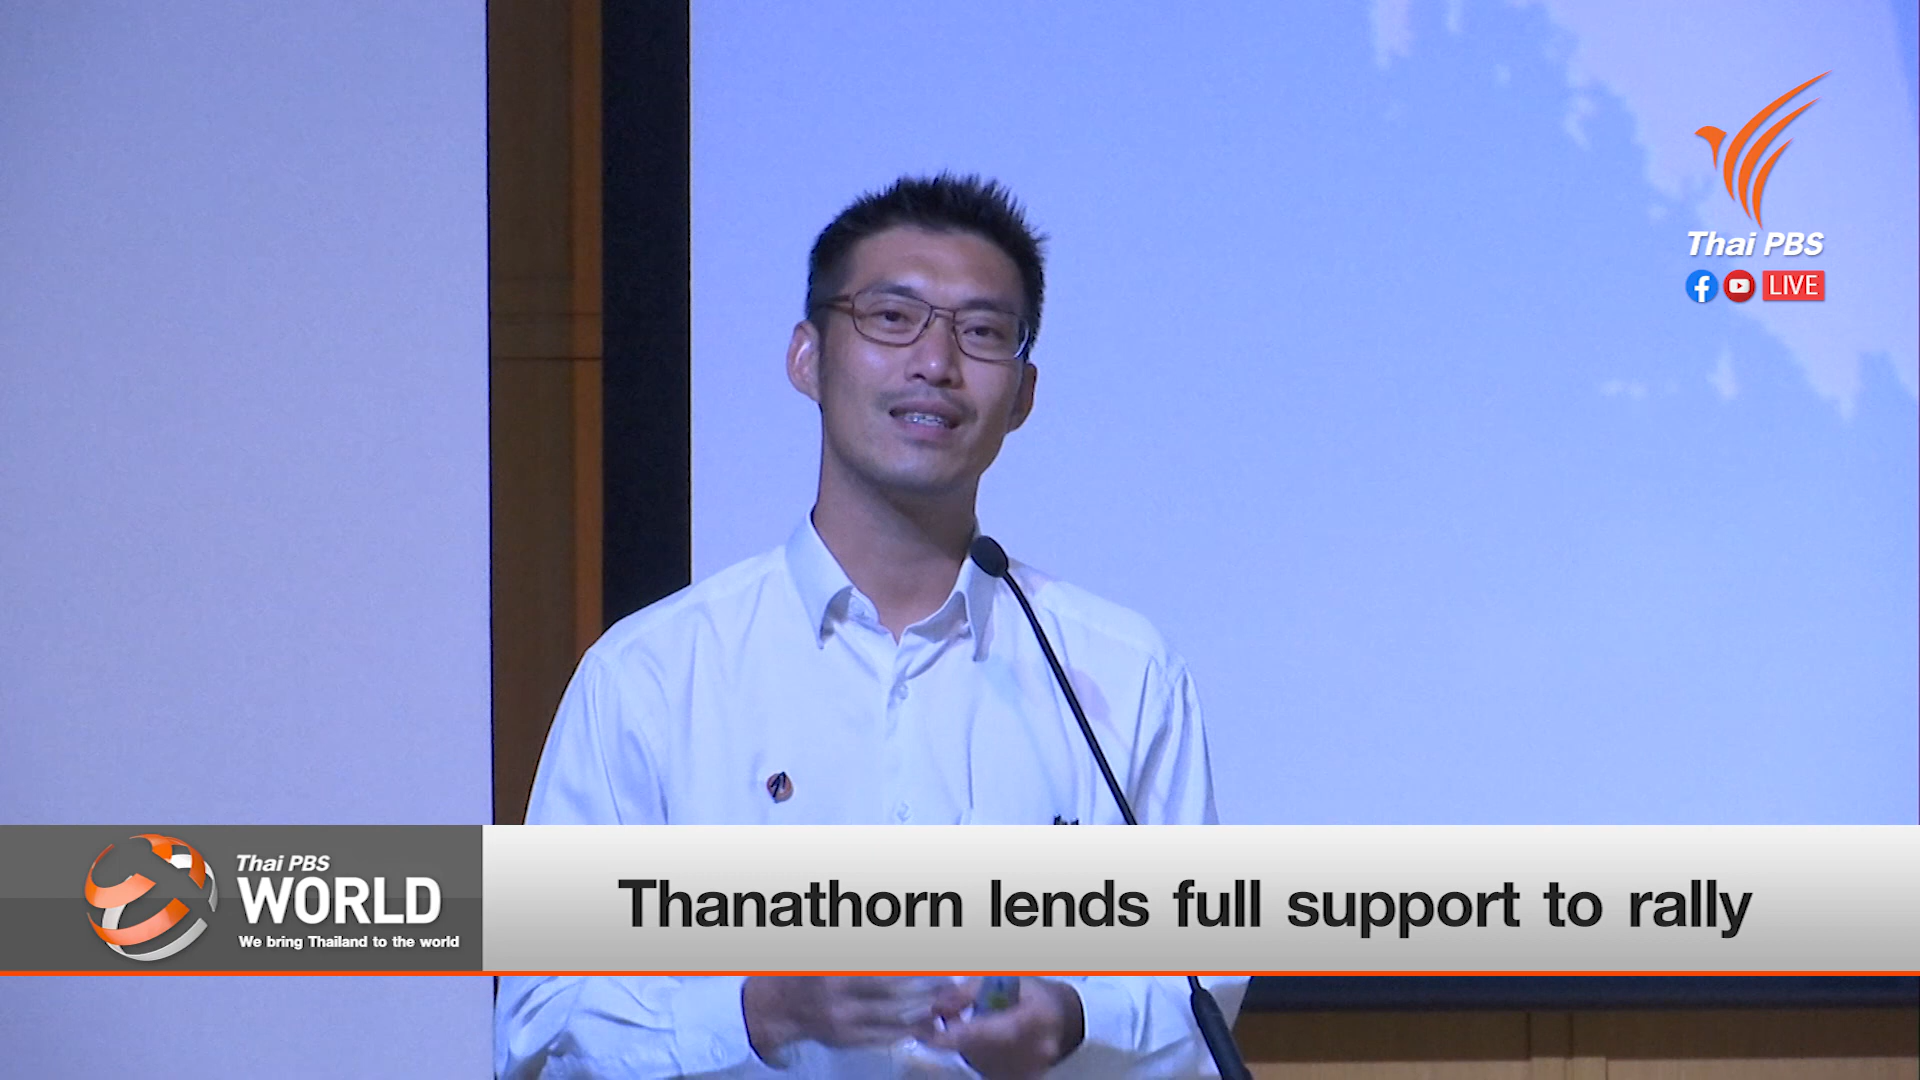 Thai PBS
LIVE
Thai PBS
WORLD
We bring Thailand to the world
Thanathorn lends full support to rally